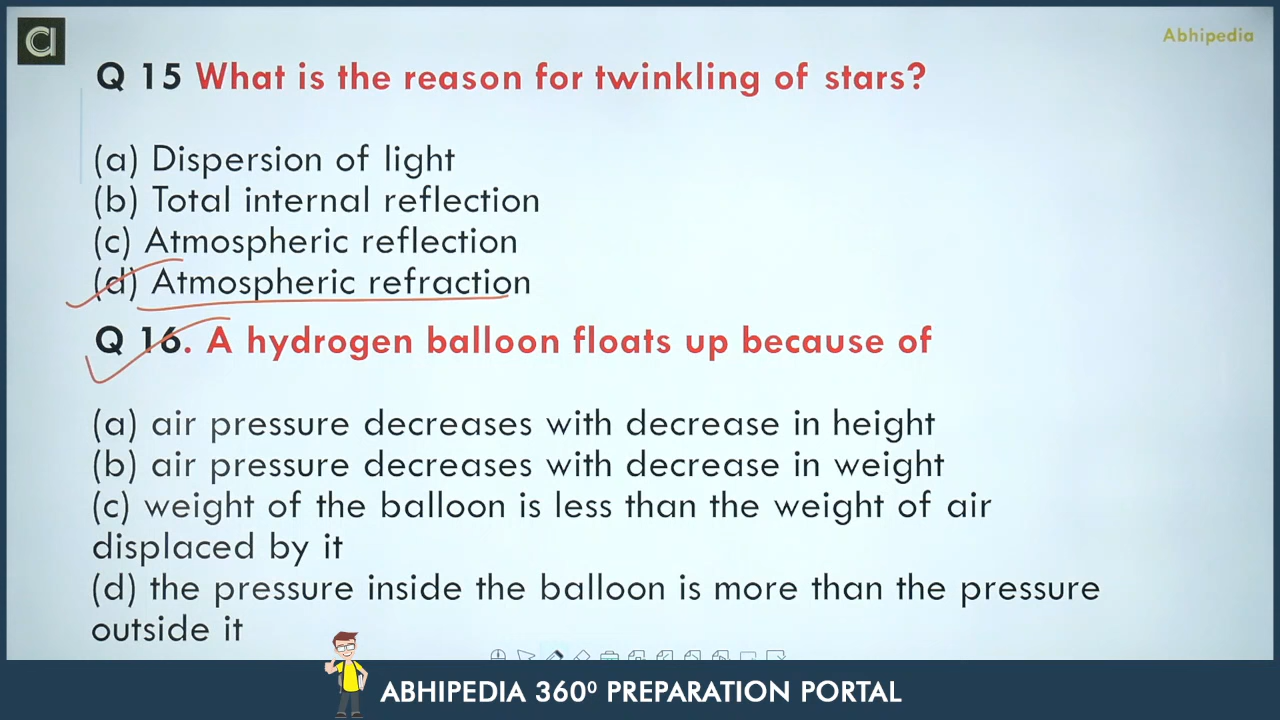 Abhipedia
Q 15 What is the reason for twinkling of stars?
(a) Dispersion of light
(b) Total internal reflection
(c) Atmospheric reflection
(d) Atmospheric refraction
Q 16. A hydrogen balloon floats up because of
(a) air pressure decreases with decrease in height
(b) air pressure decreases with decrease in weight
(c) weight of the balloon is less than the weight of air
displaced by it
(d) the pressure inside the balloon is more than the pressure
outside it
ABHIPEDIA 360⁰ PREPARATION PORTAL